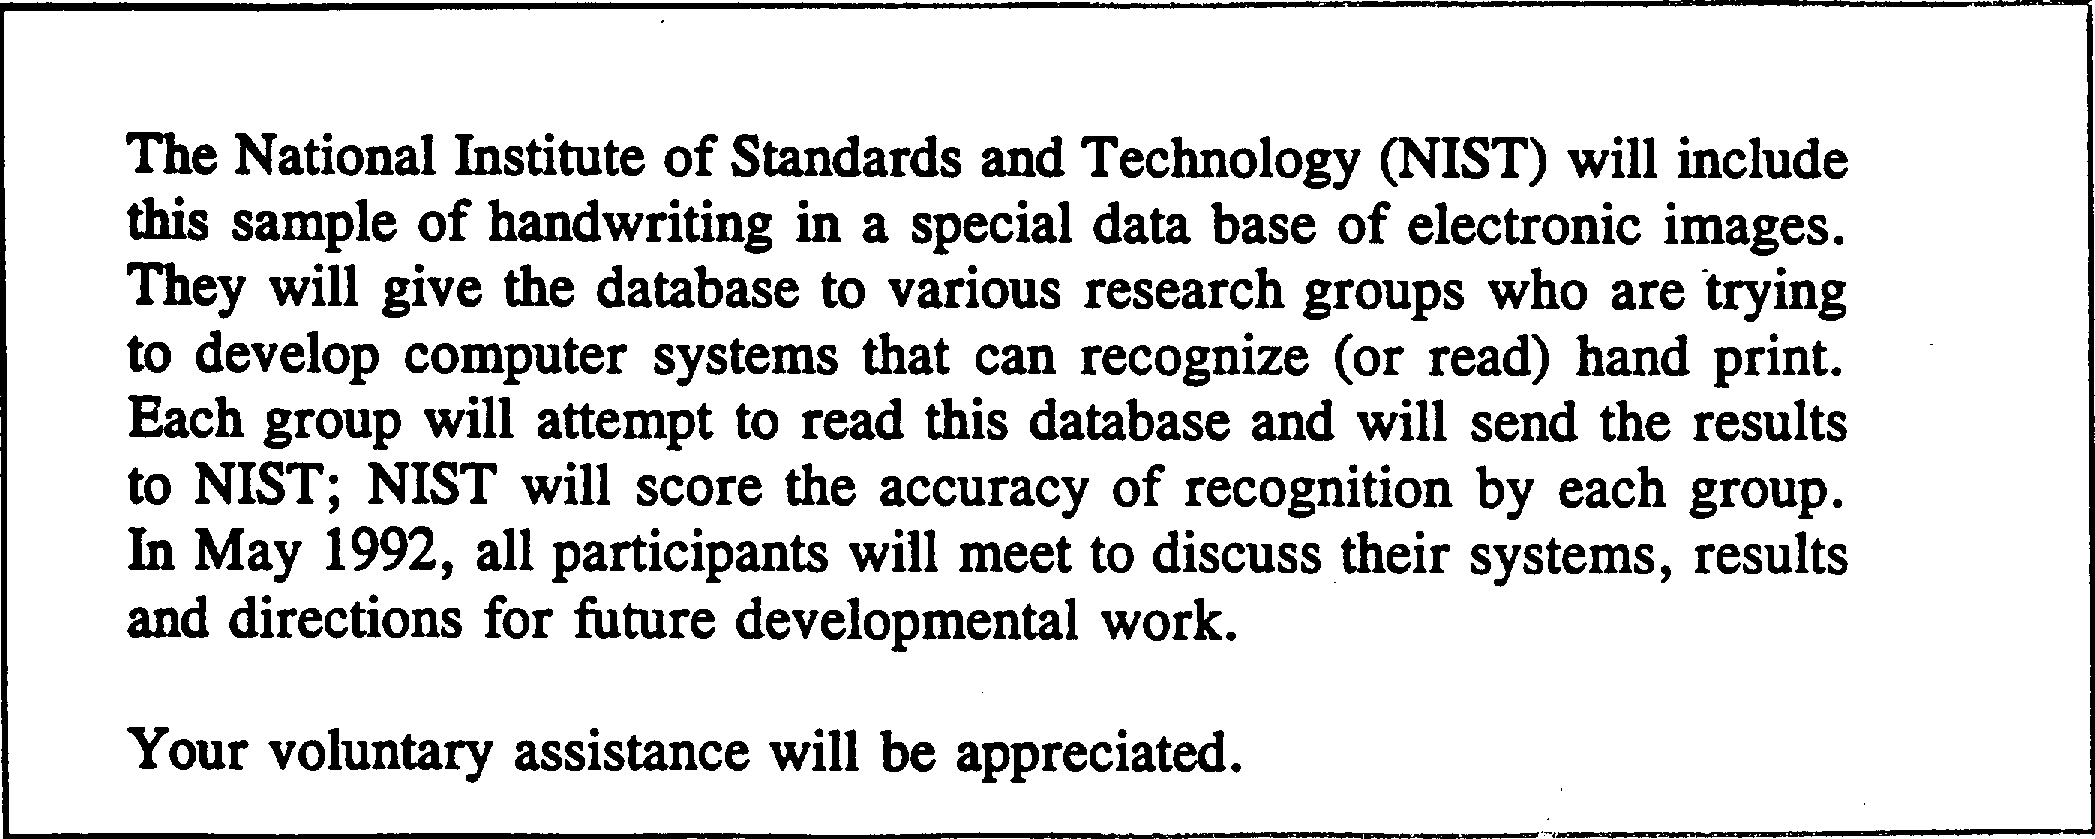 The National Institute of Standards and Technology (NIST) will include
this sample of handwriting in a special data base of electronic images.
They will give the database to various research groups who are trying
to develop computer systems that can recognize (or read) hand print.
Each group will attempt to read this database and will send the results
to NIST; NIST will score the accuracy of recognition by each group.
In May 1992, all participants will meet to discuss their systems, results
and directions for future developmental work.
Your voluntary assistance will be appreciated.